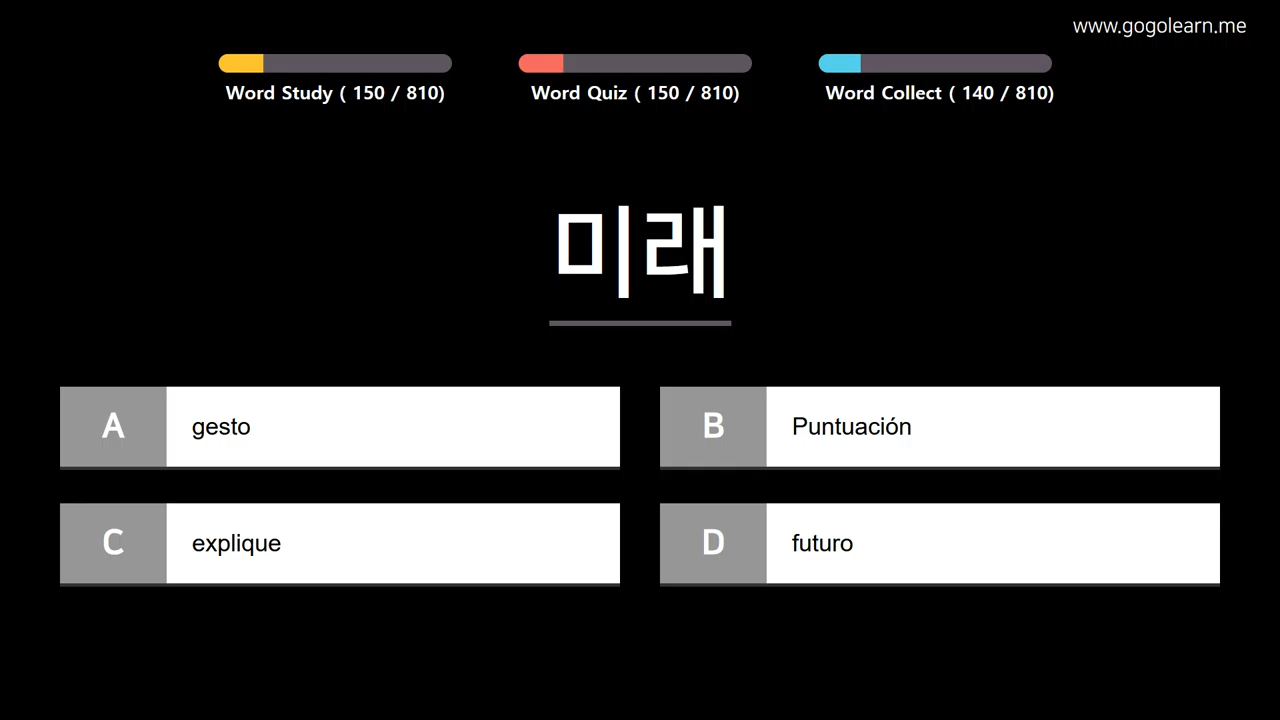 www.gogolearn.me
Word Study ( 150 / 810)
Word Quiz ( 150 / 810)
Word Collect ( 140 / 810)
미래
A gesto
B Puntuación
C explique
D futuro